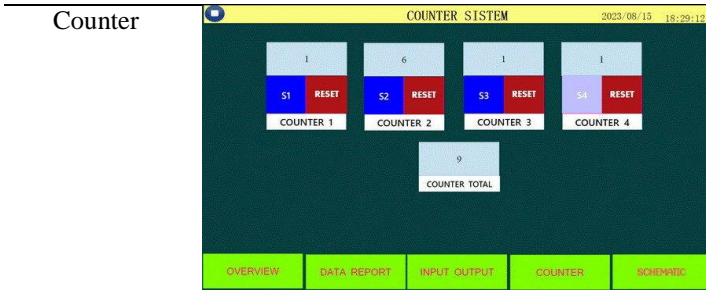 Counter
COUNTER SISTEM 2023/08/15 18:29:12
1 6 1 1
S1 RESET S2 RESET S3 RESET S4 RESET
COUNTER 1 COUNTER 2 COUNTER 3 COUNTER 4
9
COUNTER TOTAL
OVERVIEW DATA REPORT INPUT OUTPUT COUNTER SCHEMATIC